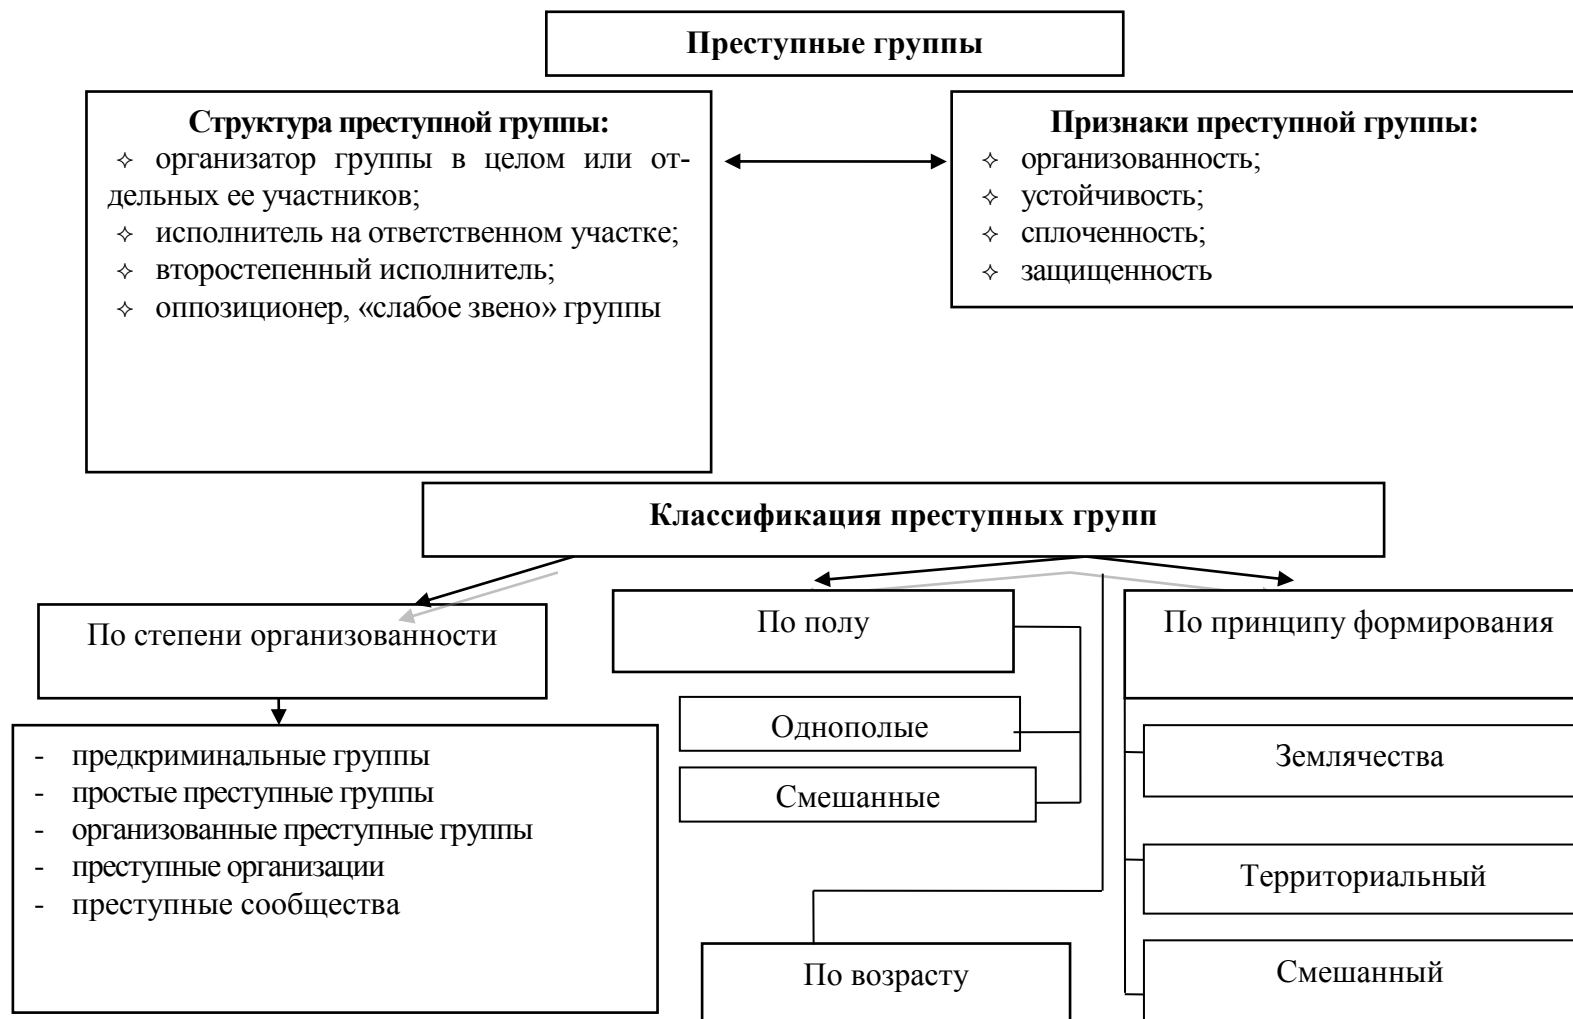 Преступные группы
Структура преступной группы:
✧ организатор группы в целом или от-
дельных ее участников;
✧ исполнитель на ответственном участке;
✧ второстепенный исполнитель;
✧ оппозиционер, «слабое звено» группы
Признаки преступной группы:
✧ организованность;
✧ устойчивость;
✧ сплоченность;
✧ защищенность
Классификация преступных групп
По степени организованности
- предкриминальные группы
- простые преступные группы
- организованные преступные группы
- преступные организации
- преступные сообщества
По полу
Однополые
Смешанные
По возрасту
По принципу формирования
Землячества
Территориальный
Смешанный